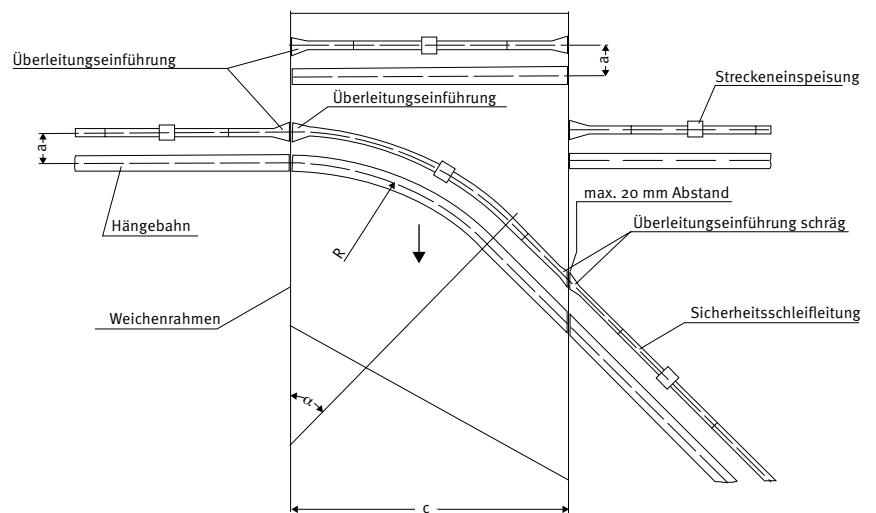 a
Überleitungseinführung
Streckeneinspeisung
Überleitungseinführung
a
max. 20 mm Abstand
Hängebahn
Überleitungseinführung schräg
R
Weichenrahmen
Sicherheitsschleifleitung
α
c